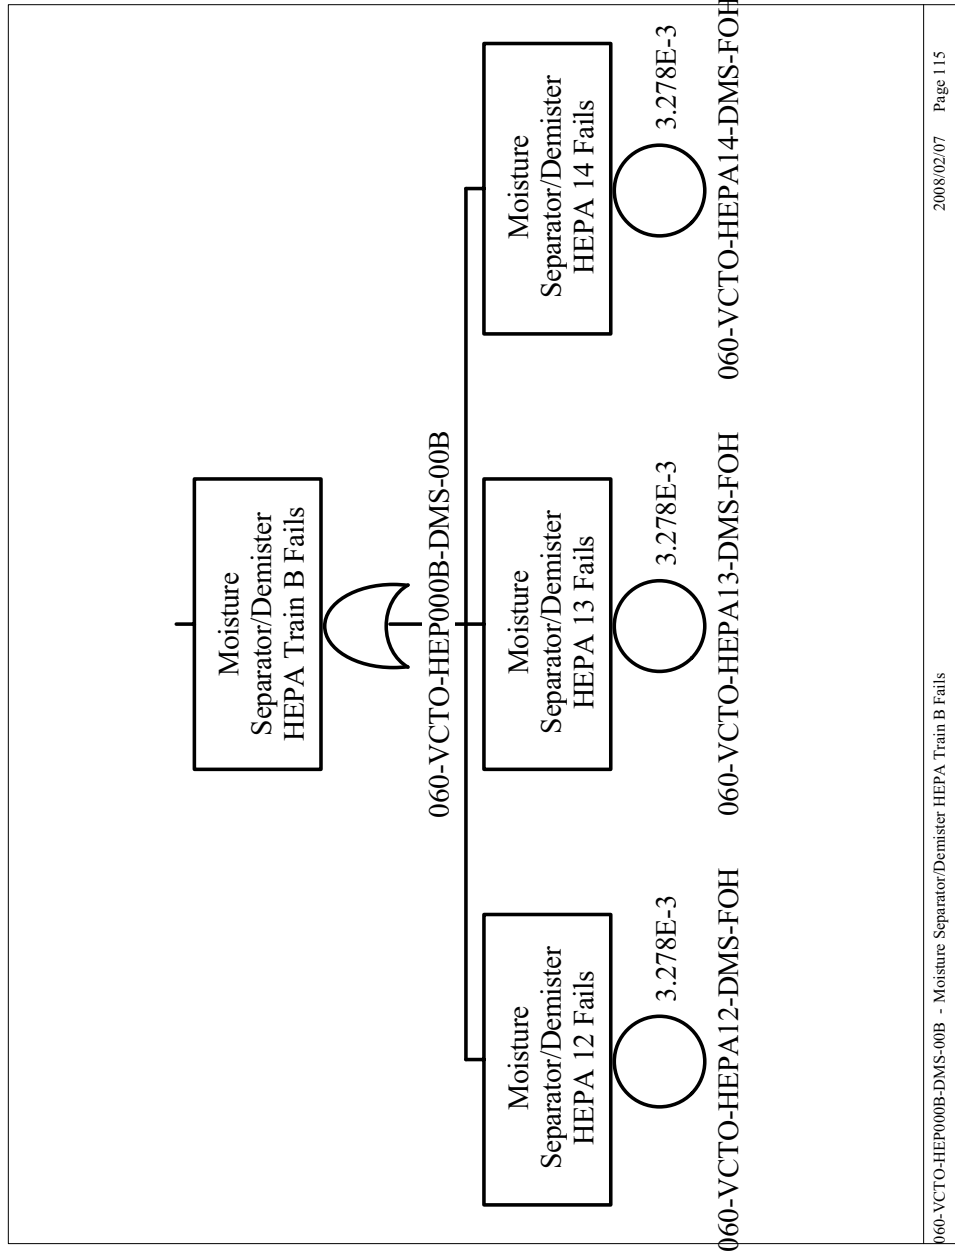 Moisture
Separator/Demister
HEPA Train B Fails
060-VCTO-HEP000B-DMS-00B
Moisture
Separator/Demister
HEPA 12 Fails
3.278E-3
060-VCTO-HEPA12-DMS-FOH
Moisture
Separator/Demister
HEPA 13 Fails
3.278E-3
060-VCTO-HEPA13-DMS-FOH
Moisture
Separator/Demister
HEPA 14 Fails
3.278E-3
060-VCTO-HEPA14-DMS-FOH
060-VCTO-HEP000B-DMS-00B - Moisture Separator/Demister HEPA Train B Fails
2008/02/07 Page 115